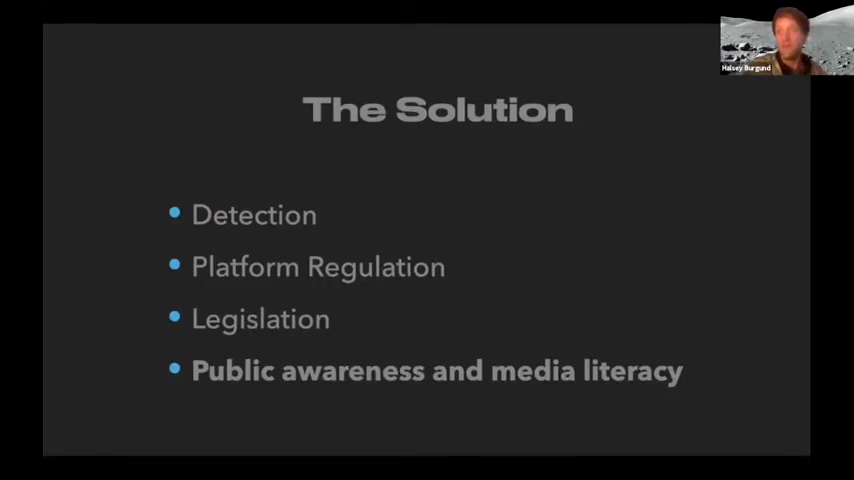 The Solution
Halsey Burgund
• Detection
• Platform Regulation
• Legislation
• Public awareness and media literacy